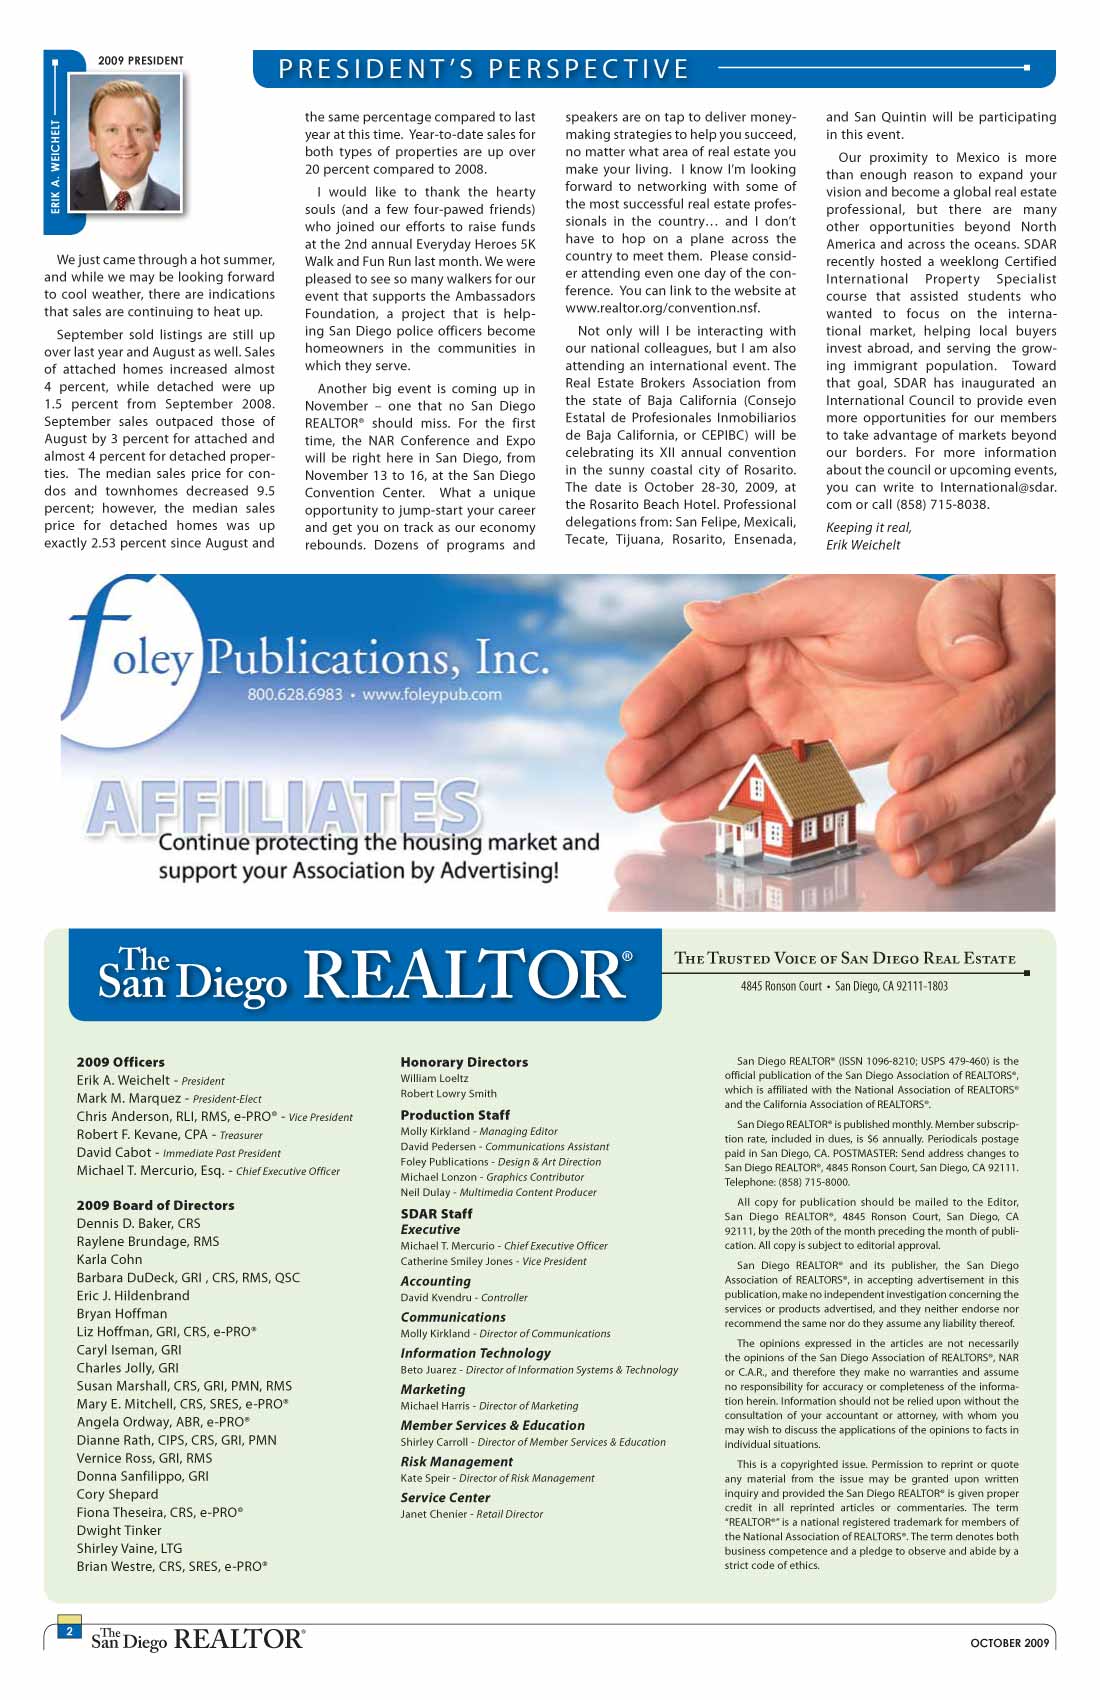 2009 PRESIDENT
ERIK A. WEICHELT
PRESIDENT'S PERSPECTIVE
We just came through a hot summer,
and while we may be looking forward
to cool weather, there are indications
that sales are continuing to heat up.
September sold listings are still up
over last year and August as well. Sales
of attached homes increased almost
4 percent, while detached were up
1.5 percent from September 2008.
September sales outpaced those of
August by 3 percent for attached and
almost 4 percent for detached proper-
ties. The median sales price for con-
dos and townhomes decreased 9.5
percent; however, the median sales
price for detached homes was up
exactly 2.53 percent since August and
the same percentage compared to last
year at this time. Year-to-date sales for
both types of properties are up over
20 percent compared to 2008.
I would like to thank the hearty
souls (and a few four-pawed friends)
who joined our efforts to raise funds
at the 2nd annual Everyday Heroes 5K
Walk and Fun Run last month. We were
pleased to see so many walkers for our
event that supports the Ambassadors
Foundation, a project that is help-
ing San Diego police officers become
homeowners in the communities in
which they serve.
Another big event is coming up in
November – one that no San Diego
REALTOR® should miss. For the first
time, the NAR Conference and Expo
will be right here in San Diego, from
November 13 to 16, at the San Diego
Convention Center. What a unique
opportunity to jump-start your career
and get you on track as our economy
rebounds. Dozens of programs and
speakers are on tap to deliver money-
making strategies to help you succeed,
no matter what area of real estate you
make your living. I know I'm looking
forward to networking with some of
the most successful real estate profes-
sionals in the country… and I don't
have to hop on a plane across the
country to meet them. Please consid-
er attending even one day of the con-
ference. You can link to the website at
www.realtor.org/convention.nsf.
Not only will I be interacting with
our national colleagues, but I am also
attending an international event. The
Real Estate Brokers Association from
the state of Baja California (Consejo
Estatal de Profesionales Inmobiliarios
de Baja California, or CEPIBC) will be
celebrating its XII annual convention
in the sunny coastal city of Rosarito.
The date is October 28-30, 2009, at
the Rosarito Beach Hotel. Professional
delegations from: San Felipe, Mexicali,
Tecate, Tijuana, Rosarito, Ensenada,
and San Quintin will be participating
in this event.
Our proximity to Mexico is more
than enough reason to expand your
vision and become a global real estate
professional, but there are many
other opportunities beyond North
America and across the oceans. SDAR
recently hosted a weeklong Certified
International Property Specialist
course that assisted students who
wanted to focus on the interna-
tional market, helping local buyers
invest abroad, and serving the grow-
ing immigrant population. Toward
that goal, SDAR has inaugurated an
International Council to provide even
more opportunities for our members
to take advantage of markets beyond
our borders. For more information
about the council or upcoming events,
you can write to International@sdar.
com or call (858) 715-8038.
Keeping it real,
Erik Weichelt
foley Publications, Inc.
800.628.6983 • www.foleypub.com
AFFILIATES
Continue protecting the housing market and
support your Association by Advertising!
The San Diego REALTOR®
THE TRUSTED VOICE OF SAN DIEGO REAL ESTATE
4845 Ronson Court • San Diego, CA 92111-1803
2009 Officers
Erik A. Weichelt - President
Mark M. Marquez - President-Elect
Chris Anderson, RLI, RMS, e-PRO® - Vice President
Robert F. Kevane, CPA - Treasurer
David Cabot - Immediate Past President
Michael T. Mercurio, Esq. - Chief Executive Officer
2009 Board of Directors
Dennis D. Baker, CRS
Raylene Brundage, RMS
Karla Cohn
Barbara DuDeck, GRI , CRS, RMS, QSC
Eric J. Hildenbrand
Bryan Hoffman
Liz Hoffman, GRI, CRS, e-PRO®
Caryl Iseman, GRI
Charles Jolly, GRI
Susan Marshall, CRS, GRI, PMN, RMS
Mary E. Mitchell, CRS, SRES, e-PRO®
Angela Ordway, ABR, e-PRO®
Dianne Rath, CIPS, CRS, GRI, PMN
Vernice Ross, GRI, RMS
Donna Sanfilippo, GRI
Cory Shepard
Fiona Theseira, CRS, e-PRO®
Dwight Tinker
Shirley Vaine, LTG
Brian Westre, CRS, SRES, e-PRO®
Honorary Directors
William Loeltz
Robert Lowry Smith
Production Staff
Molly Kirkland - Managing Editor
David Pedersen - Communications Assistant
Foley Publications - Design & Art Direction
Michael Lonzon - Graphics Contributor
Neil Dulay - Multimedia Content Producer
SDAR Staff
Executive
Michael T. Mercurio - Chief Executive Officer
Catherine Smiley Jones - Vice President
Accounting
David Kvendru - Controller
Communications
Molly Kirkland - Director of Communications
Information Technology
Beto Juarez - Director of Information Systems & Technology
Marketing
Michael Harris - Director of Marketing
Member Services & Education
Shirley Carroll - Director of Member Services & Education
Risk Management
Kate Speir - Director of Risk Management
Service Center
Janet Chenier - Retail Director
San Diego REALTOR® (ISSN 1096-8210; USPS 479-460) is the
official publication of the San Diego Association of REALTORS®,
which is affiliated with the National Association of REALTORS®
and the California Association of REALTORS®.
San Diego REALTOR® is published monthly. Member subscrip-
tion rate, included in dues, is $6 annually. Periodicals postage
paid in San Diego, CA. POSTMASTER: Send address changes to
San Diego REALTOR®, 4845 Ronson Court, San Diego, CA 92111.
Telephone: (858) 715-8000.
All copy for publication should be mailed to the Editor,
San Diego REALTOR®, 4845 Ronson Court, San Diego, CA
92111, by the 20th of the month preceding the month of publi-
cation. All copy is subject to editorial approval.
San Diego REALTOR® and its publisher, the San Diego
Association of REALTORS®, in accepting advertisement in this
publication, make no independent investigation concerning the
services or products advertised, and they neither endorse nor
recommend the same nor do they assume any liability thereof.
The opinions expressed in the articles are not necessarily
the opinions of the San Diego Association of REALTORS®, NAR
or C.A.R., and therefore they make no warranties and assume
no responsibility for accuracy or completeness of the informa-
tion herein. Information should not be relied upon without the
consultation of your accountant or attorney, with whom you
may wish to discuss the applications of the opinions to facts in
individual situations.
This is a copyrighted issue. Permission to reprint or quote
any material from the issue may be granted upon written
inquiry and provided the San Diego REALTOR® is given proper
credit in all reprinted articles or commentaries. The term
"REALTOR®" is a national registered trademark for members of
the National Association of REALTORS®. The term denotes both
business competence and a pledge to observe and abide by a
strict code of ethics.
2
The San Diego REALTOR®
OCTOBER 2009